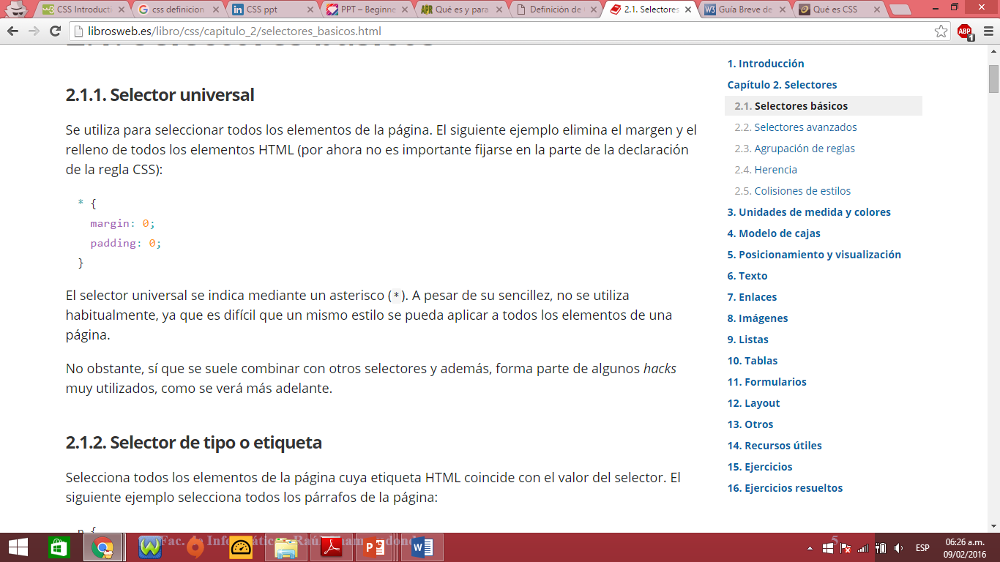 CSS Introducti
css definicion
CSS ppt
PPT – Beginne
Qué es y para
Definición de
2.1. Selectores
Guía Breve de
Qué es CSS
librosweb.es/libro/css/capitulo_2/selectores_basicos.html
ABP
1
2.1.1. Selector universal
Se utiliza para seleccionar todos los elementos de la página. El siguiente ejemplo elimina el margen y el
relleno de todos los elementos HTML (por ahora no es importante fijarse en la parte de la declaración
de la regla CSS):
* {
margin: 0;
padding: 0;
}
El selector universal se indica mediante un asterisco (*). A pesar de su sencillez, no se utiliza
habitualmente, ya que es difícil que un mismo estilo se pueda aplicar a todos los elementos de una
página.
No obstante, sí que se suele combinar con otros selectores y además, forma parte de algunos hacks
muy utilizados, como se verá más adelante.
2.1.2. Selector de tipo o etiqueta
Selecciona todos los elementos de la página cuya etiqueta HTML coincide con el valor del selector. El
siguiente ejemplo selecciona todos los párrafos de la página:
p {
1. Introducción
Capítulo 2. Selectores
2.1. Selectores básicos
2.2. Selectores avanzados
2.3. Agrupación de reglas
2.4. Herencia
2.5. Colisiones de estilos
3. Unidades de medida y colores
4. Modelo de cajas
5. Posicionamiento y visualización
6. Texto
7. Enlaces
8. Imágenes
9. Listas
10. Tablas
11. Formularios
12. Layout
13. Otros
14. Recursos útiles
15. Ejercicios
16. Ejercicios resueltos
Fac. de
5
ESP
06:26 a.m.
09/02/2016